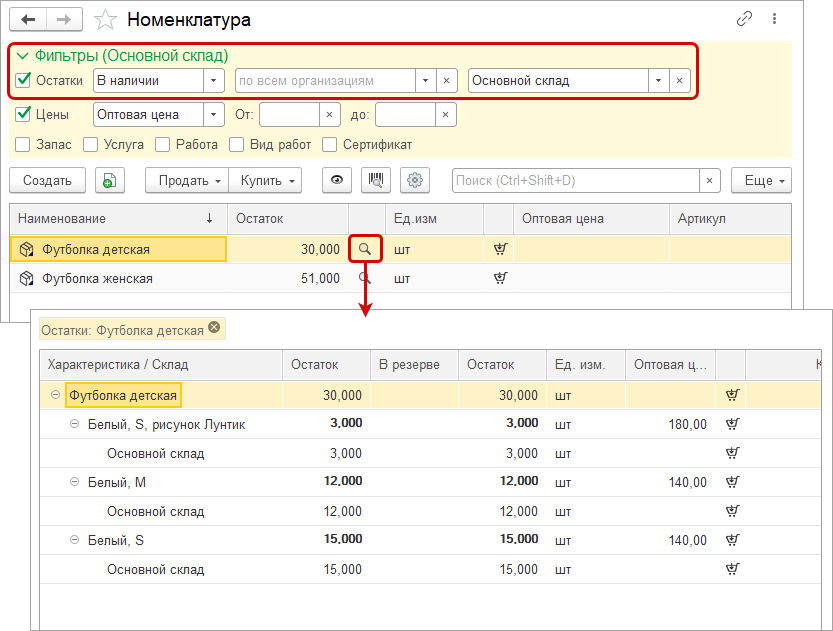 Номенклатура
Фильтры (Основной склад)
Остатки В наличии по всем организациям Основной склад
Цены Оптовая цена От: до:
Запас Услуга Работа Вид работ Сертификат
Создать Продать Купить Поиск (Ctrl+Shift+D) Еще
Наименование Остаток Ед.изм Оптовая цена Артикул
Футболка детская 30,000 шт
Футболка женская 51,000 шт
Остатки: Футболка детская
Характеристика / Склад Остаток В резерве Остаток Ед. изм. Оптовая ц...
Футболка детская 30,000 30,000 шт
Белый, S, рисунок Лунтик 3,000 3,000 шт 180,00
Основной склад 3,000 3,000 шт
Белый, M 12,000 12,000 шт 140,00
Основной склад 12,000 12,000 шт
Белый, S 15,000 15,000 шт 140,00
Основной склад 15,000 15,000 шт